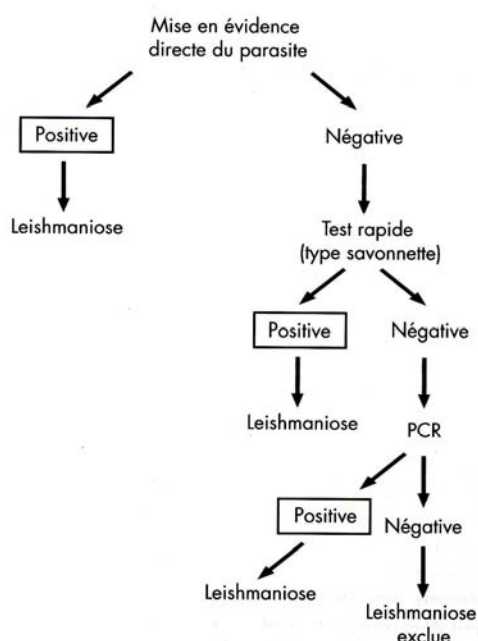 Mise en évidence
directe du parasite
Positive
Négative
Leishmaniose
Test rapide
(type savonnette)
Positive
Négative
Leishmaniose
PCR
Positive
Négative
Leishmaniose
Leishmaniose
exclue